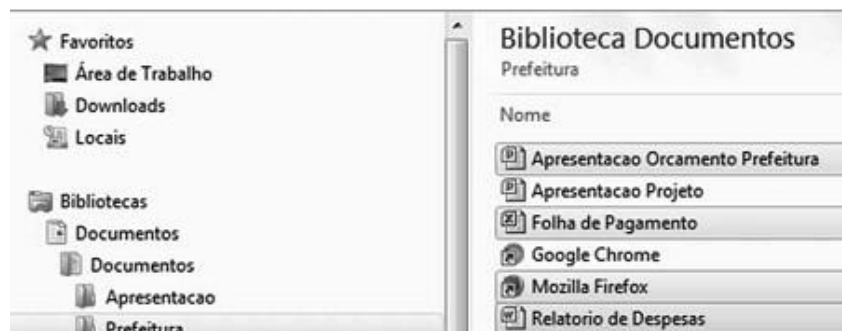 Favoritos
Área de Trabalho
Downloads
Locais
Bibliotecas
Documentos
Documentos
Apresentacao
Prefeitura
Biblioteca Documentos
Prefeitura
Nome
Apresentacao Orcamento Prefeitura
Apresentacao Projeto
Folha de Pagamento
Google Chrome
Mozilla Firefox
Relatorio de Despesas